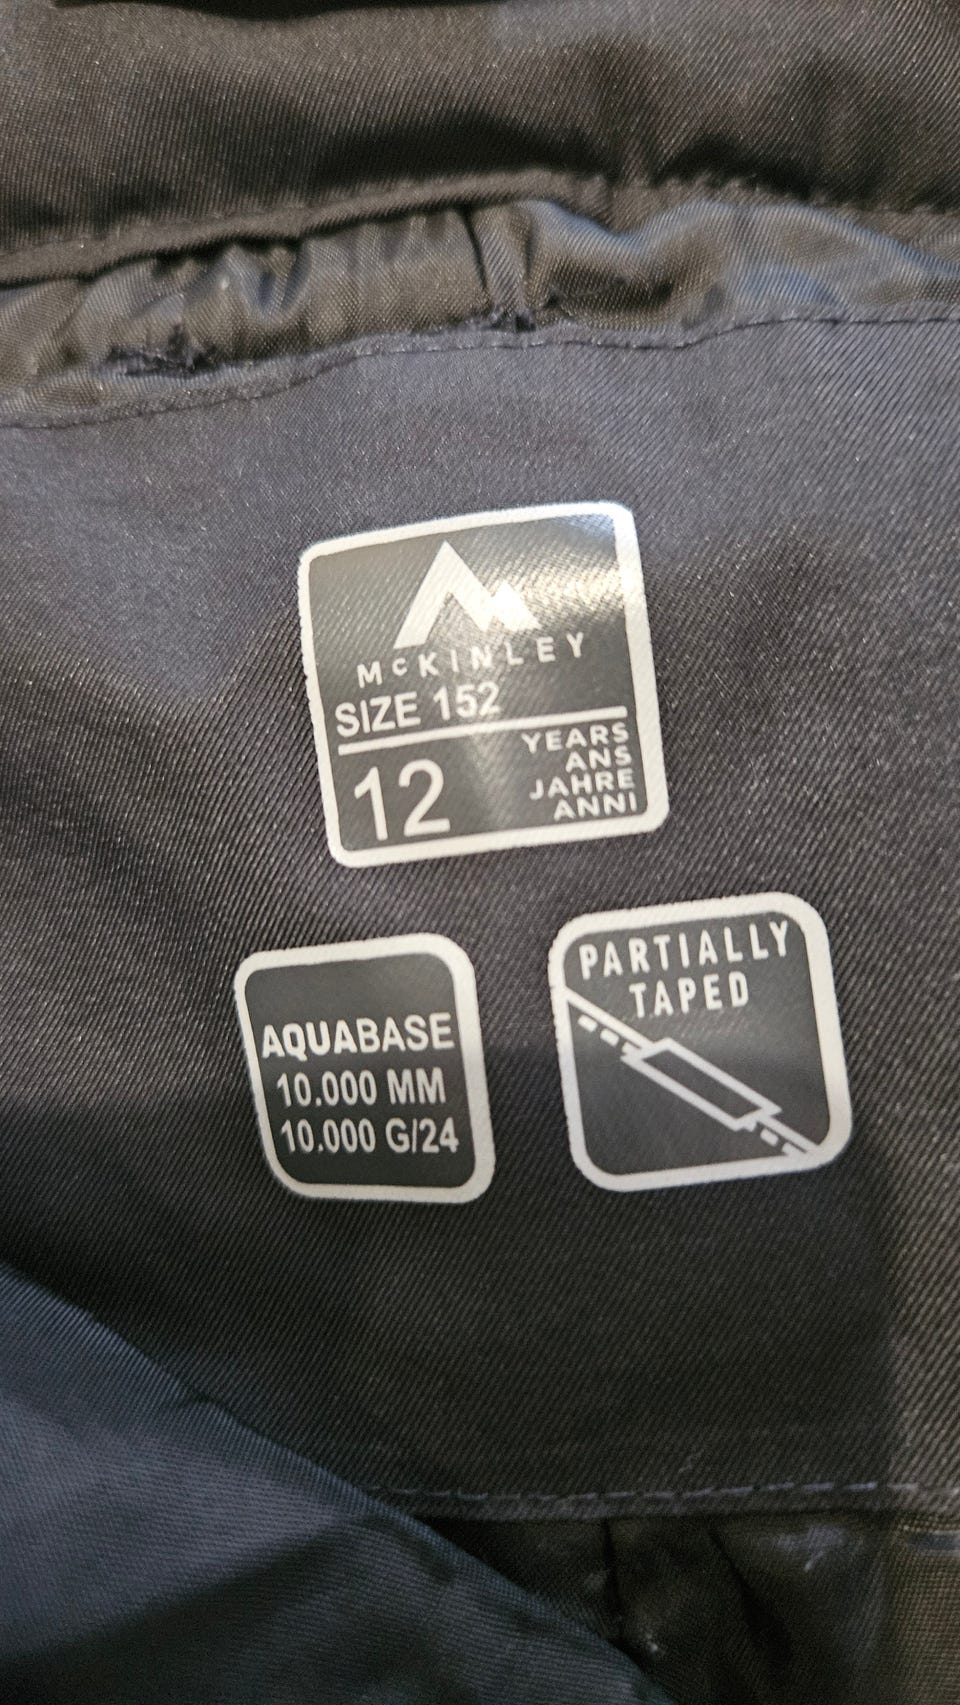 McKINLEY
SIZE 152
12
YEARS
ANS
JAHRE
ANNI
AQUABASE
10.000 MM
10.000 G/24
PARTIALLY
TAPED